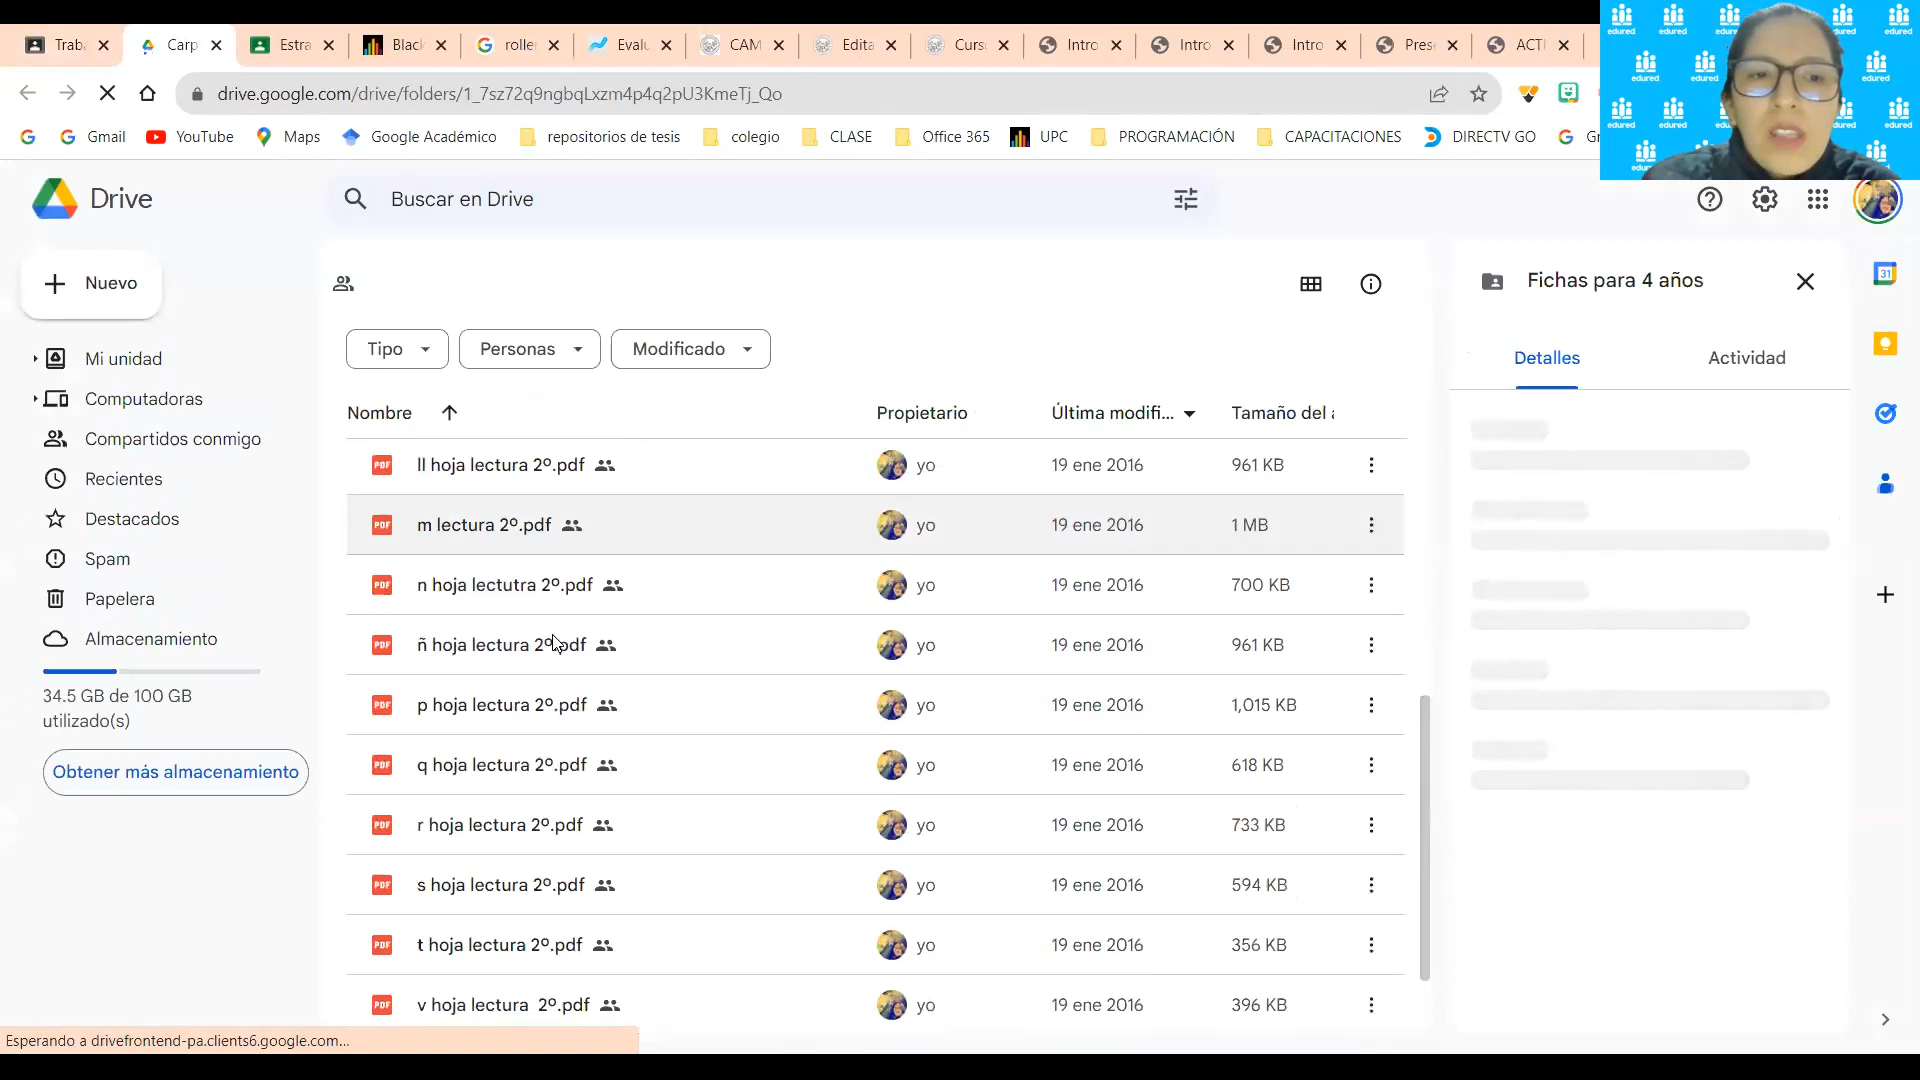 Traba
Carp
Estra
Black
roller
Evalu
CAM
Edita
Curs
Intro
Intro
Intro
Pres
ACTI
drive.google.com/drive/folders/1_7sz72q9ngbqLxzm4p4q2pU3KmeTj_Qo
Gmail
YouTube
Maps
Google Académico
repositorios de tesis
colegio
CLASE
Office 365
UPC
PROGRAMACIÓN
CAPACITACIONES
DIRECTV GO
edured
Drive
Buscar en Drive
Nuevo
Mi unidad
Computadoras
Compartidos conmigo
Recientes
Destacados
Spam
Papelera
Almacenamiento
34.5 GB de 100 GB
utilizado(s)
Obtener más almacenamiento
Tipo
Personas
Modificado
Nombre
Propietario
Última modifi...
Tamaño del a
ll hoja lectura 2º.pdf yo 19 ene 2016 961 KB
m lectura 2º.pdf yo 19 ene 2016 1 MB
n hoja lectutra 2º.pdf yo 19 ene 2016 700 KB
ñ hoja lectura 2º.pdf yo 19 ene 2016 961 KB
p hoja lectura 2º.pdf yo 19 ene 2016 1,015 KB
q hoja lectura 2º.pdf yo 19 ene 2016 618 KB
r hoja lectura 2º.pdf yo 19 ene 2016 733 KB
s hoja lectura 2º.pdf yo 19 ene 2016 594 KB
t hoja lectura 2º.pdf yo 19 ene 2016 356 KB
v hoja lectura 2º.pdf yo 19 ene 2016 396 KB
Fichas para 4 años
Detalles
Actividad
31
Esperando a drivefrontend-pa.clients6.google.com...